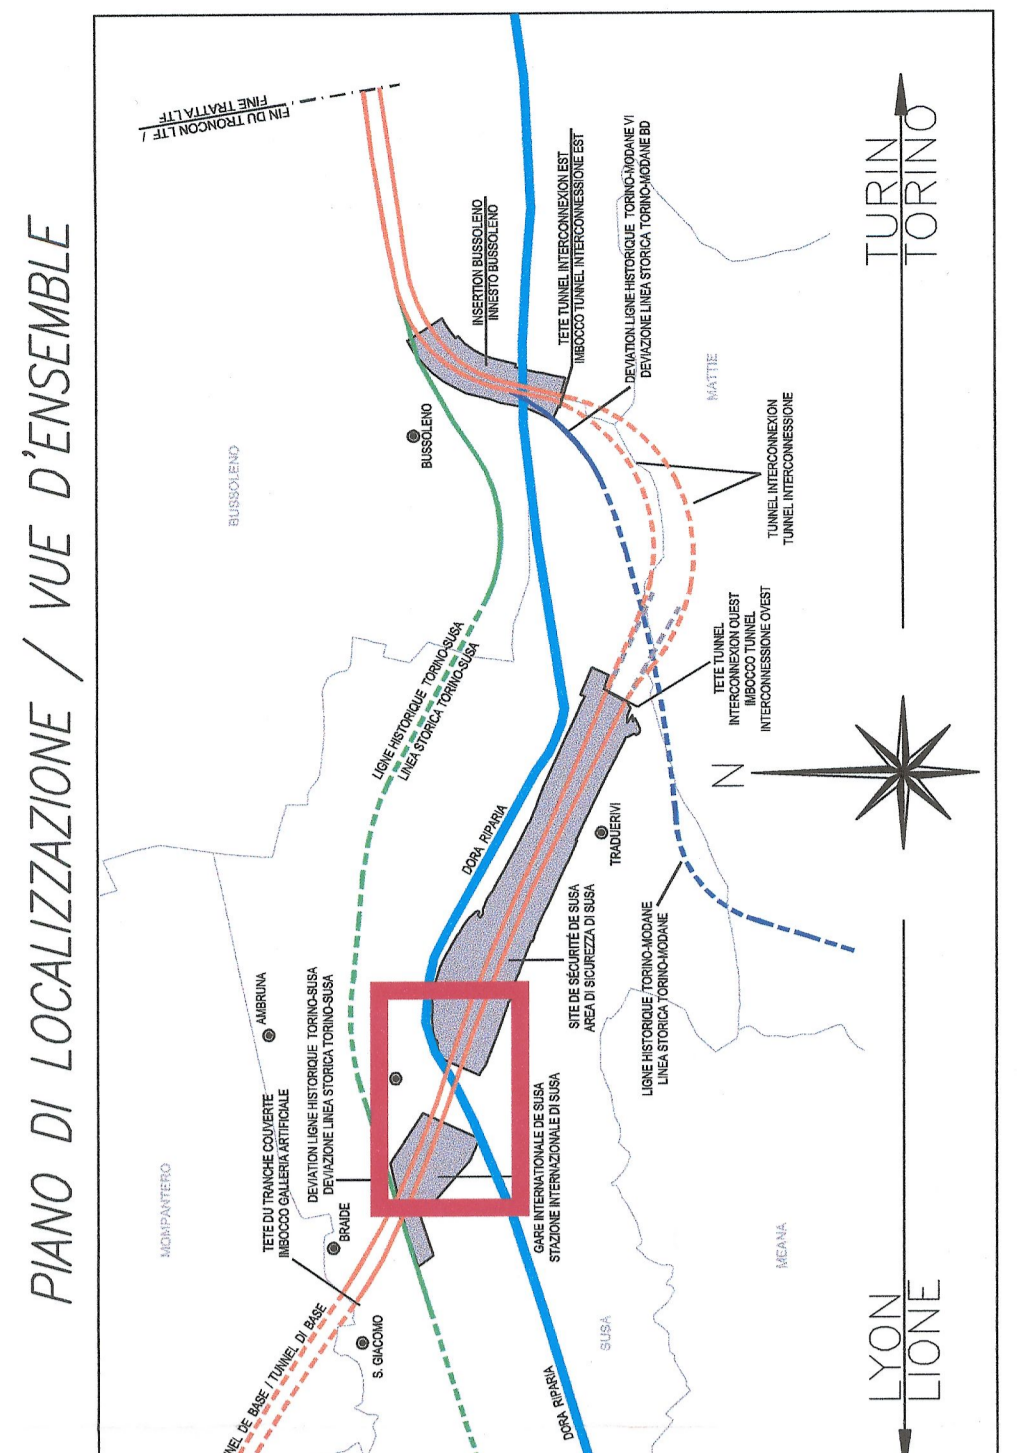 PIANO DI LOCALIZZAZIONE / VUE D'ENSEMBLE
FIN DU TRONCON LTF /
FINE TRATTA LTF
INSERTION BUSSOLENO
INNESTO BUSSOLENO
TETE TUNNEL INTERCONNEXION EST
IMBOCCO TUNNEL INTERCONNESSIONE EST
DEVIATION LIGNE HISTORIQUE TORINO-MODANE VI
DEVIAZIONE LINEA STORICA TORINO-MODANE BD
TURIN
TORINO
BUSSOLENO
BUSSOLENO
MATTIE
TUNNEL INTERCONNEXION
TUNNEL INTERCONNESSIONE
LIGNE HISTORIQUE TORINO-SUSA
LINEA STORICA TORINO-SUSA
TETE TUNNEL
INTERCONNEXION OUEST
IMBOCCO TUNNEL
INTERCONNESSIONE OVEST
N
DORA RIPARIA
TRADUERIVI
AMBRUNA
DEVIATION LIGNE HISTORIQUE TORINO-SUSA
DEVIAZIONE LINEA STORICA TORINO-SUSA
SITE DE SÉCURITÉ DE SUSA
AREA DI SICUREZZA DI SUSA
LIGNE HISTORIQUE TORINO-MODANE
LINEA STORICA TORINO-MODANE
TETE DU TRANCHE COUVERTE
IMBOCCO GALLERIA ARTIFICIALE
MOMPANTERO
BRAIDE
GARE INTERNATIONALE DE SUSA
STAZIONE INTERNAZIONALE DI SUSA
MEANA
NEL DE BASE / TUNNEL DI BASE
S. GIACOMO
SUSA
DORA RIPARIA
LYON
LIONE